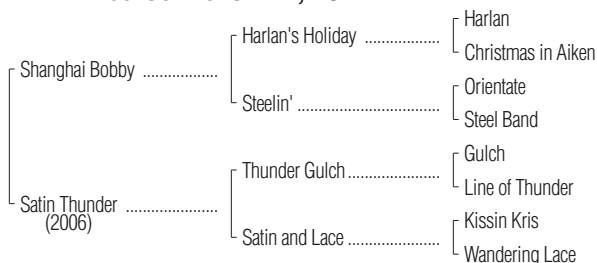 Harlan
Harlan's Holiday ..................
Christmas in Aiken
Shanghai Bobby ..................
Orientate
Steelin' ..................................
Steel Band
Gulch
Thunder Gulch......................
Line of Thunder
Satin Thunder ......................
(2006)
Kissin Kris
Satin and Lace ......................
Wandering Lace